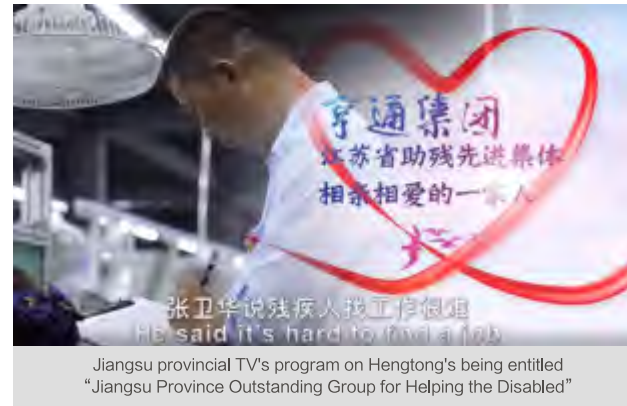 亨通集团
江苏省助残先进集体
相亲相爱的一家人
张卫华说残疾人找工作很难
He said it's hard to find a job
Jiangsu provincial TV's program on Hengtong's being entitled
“Jiangsu Province Outstanding Group for Helping the Disabled”